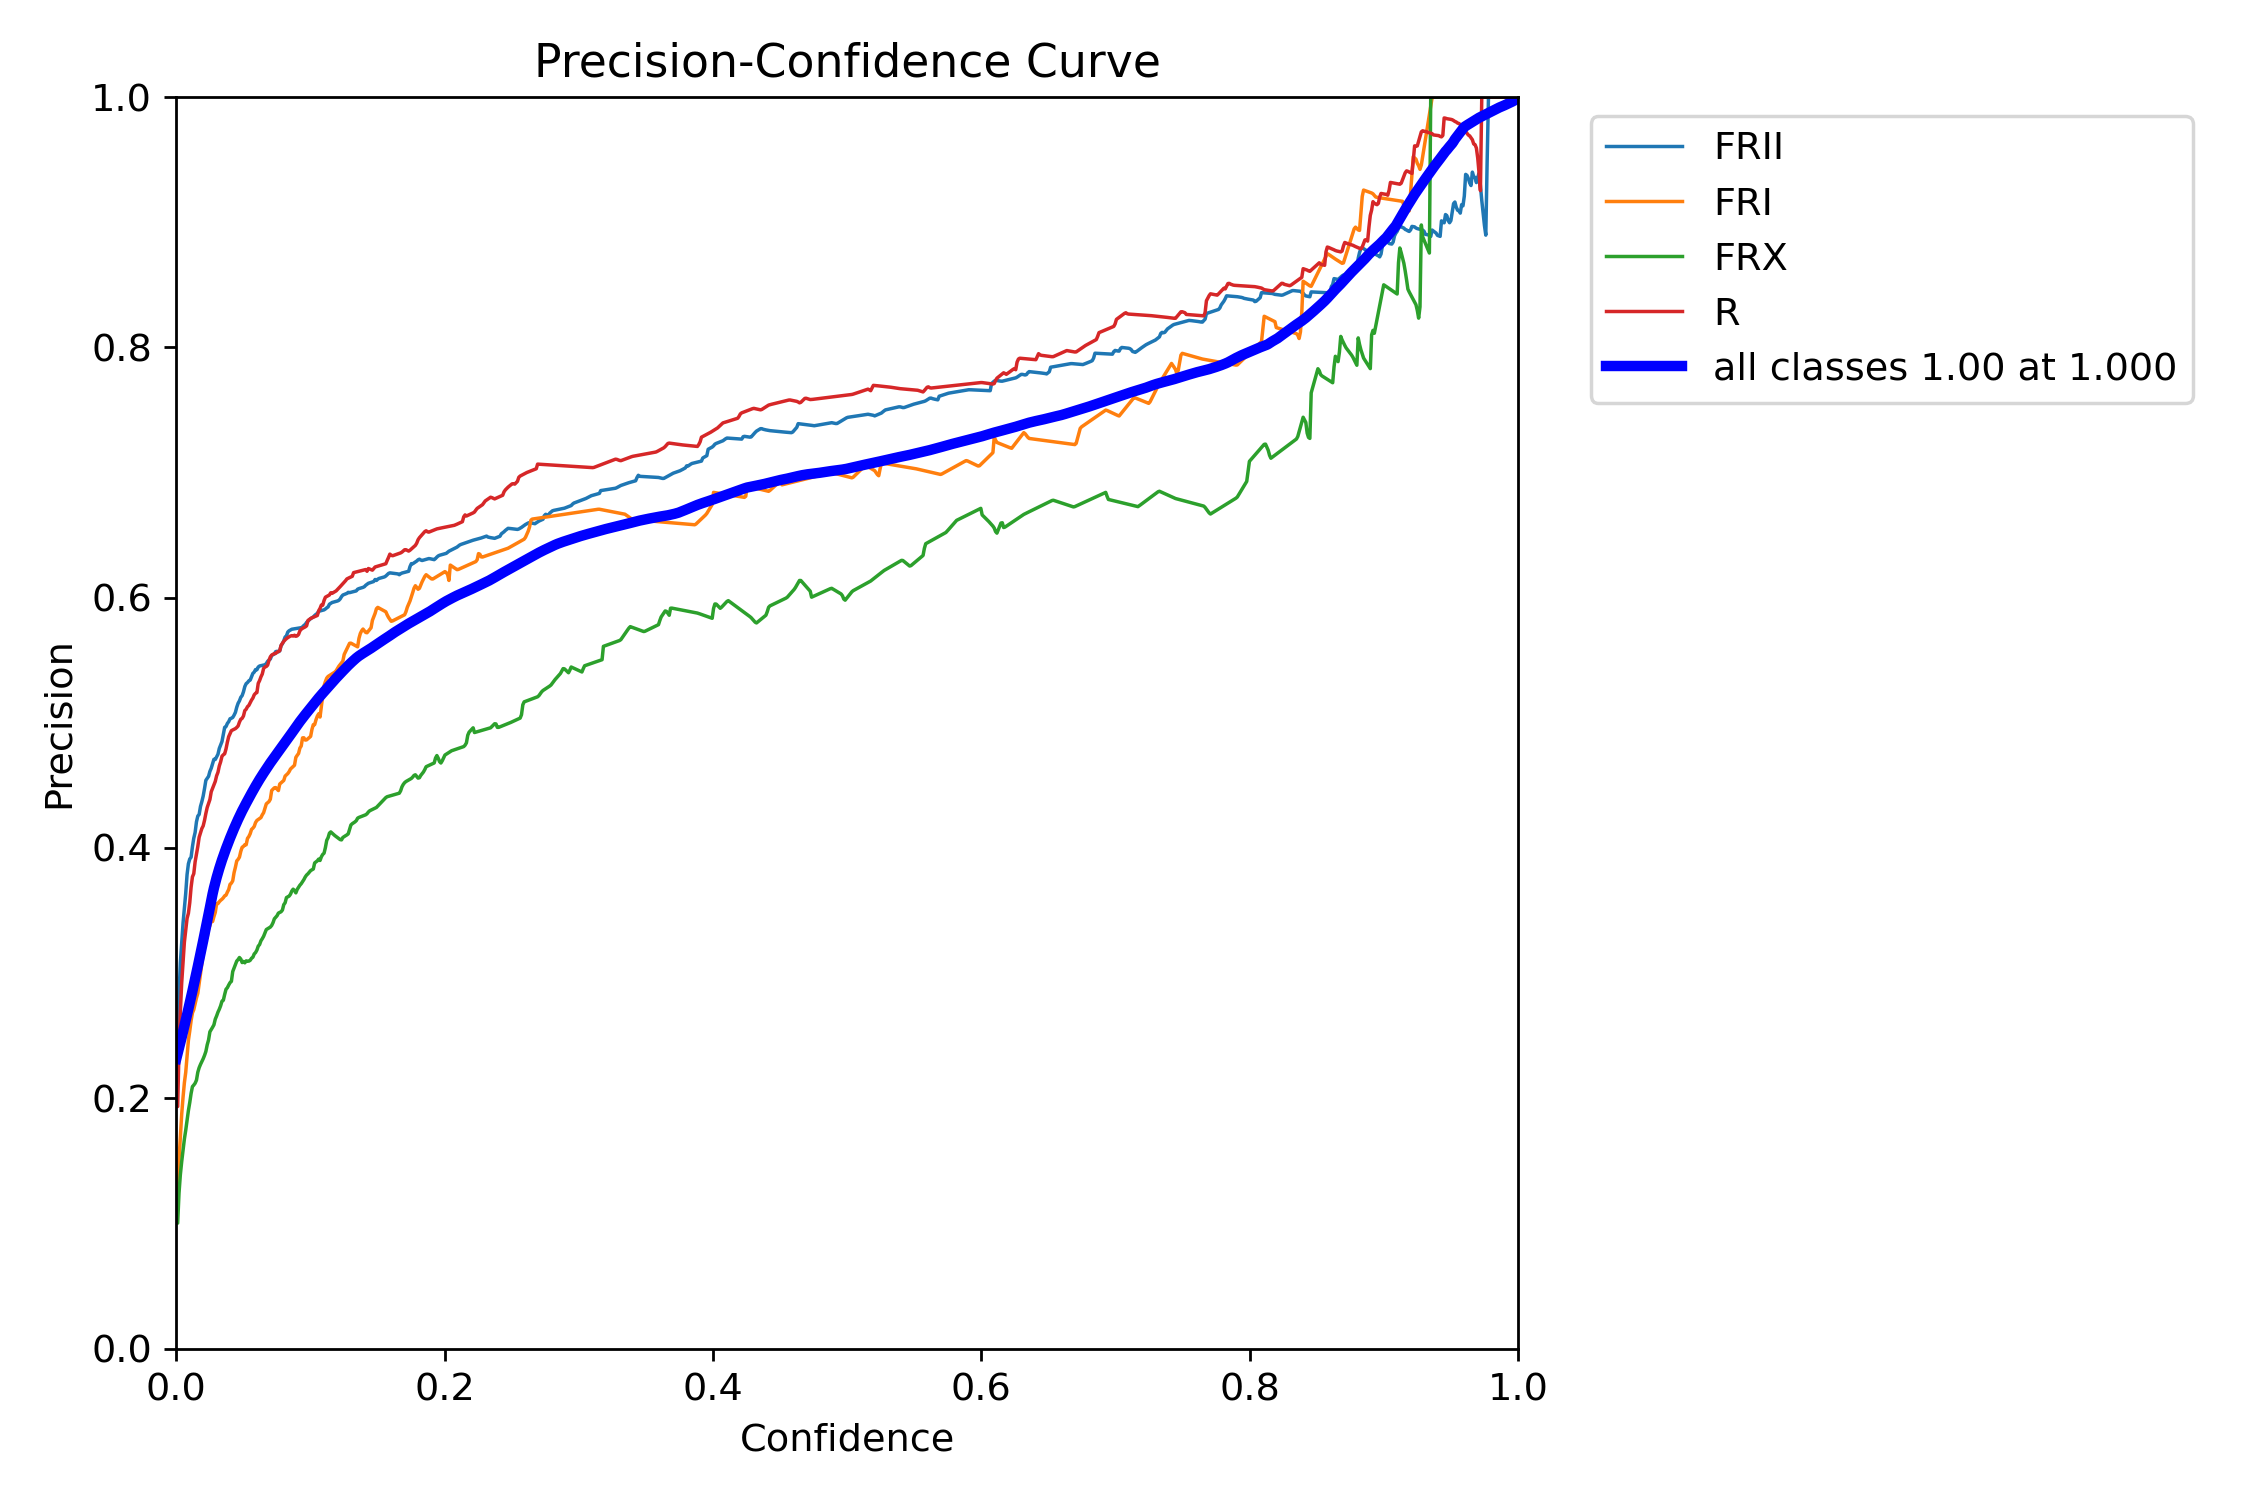 Precision-Confidence Curve
1.0
0.8
0.6
0.4
0.2
0.0
Precision
0.0 0.2 0.4 0.6 0.8 1.0
Confidence
FRII
FRI
FRX
R
all classes 1.00 at 1.000